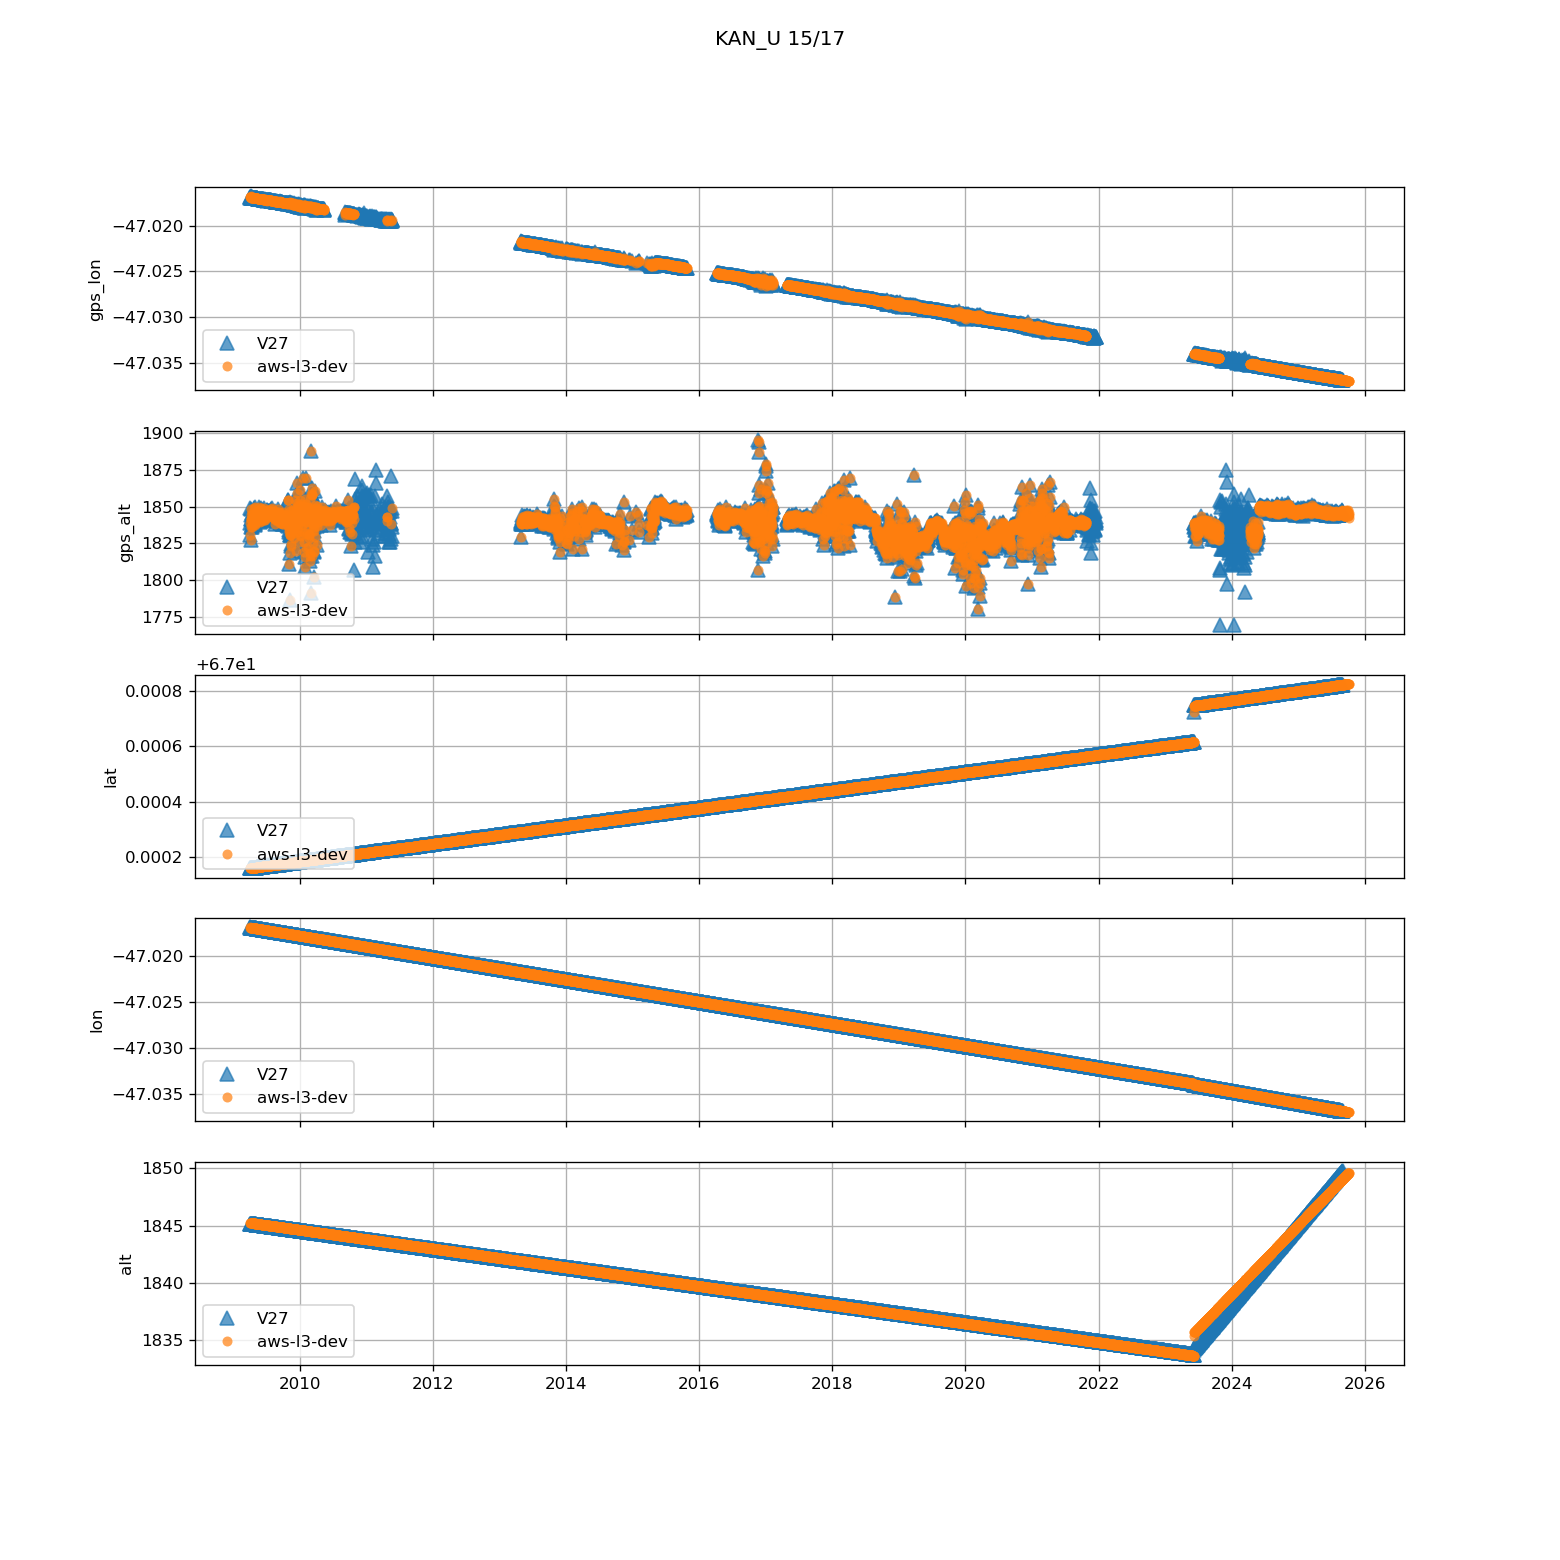 KAN_U 15/17
−47.020
−47.025
−47.030
−47.035
gps_lon
V27
aws-l3-dev
1900
1875
1850
1825
1800
1775
gps_alt
V27
aws-l3-dev
+6.7e1
0.0008
0.0006
0.0004
0.0002
lat
V27
aws-l3-dev
−47.020
−47.025
−47.030
−47.035
lon
V27
aws-l3-dev
1850
1845
1840
1835
alt
V27
aws-l3-dev
2010 2012 2014 2016 2018 2020 2022 2024 2026